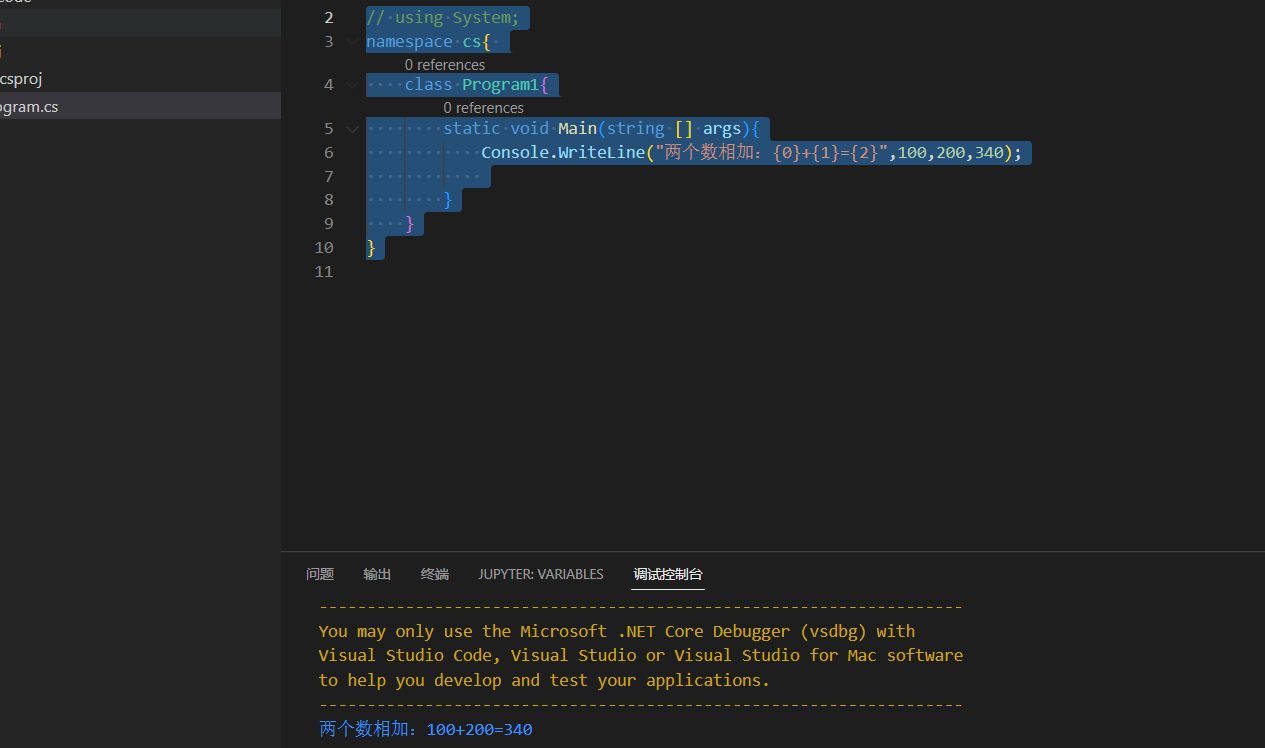 csproj
ogram.cs
2 // using System;
3 namespace cs{
0 references
4 class Program1{
0 references
5 static void Main(string [] args){
6 Console.WriteLine("两个数相加：{0}+{1}={2}",100,200,340);
7
8 }
9 }
10 }
11
问题 输出 终端 JUPYTER: VARIABLES 调试控制台
-------------------------------------------------------------------
You may only use the Microsoft .NET Core Debugger (vsdbg) with
Visual Studio Code, Visual Studio or Visual Studio for Mac software
to help you develop and test your applications.
-------------------------------------------------------------------
两个数相加：100+200=340